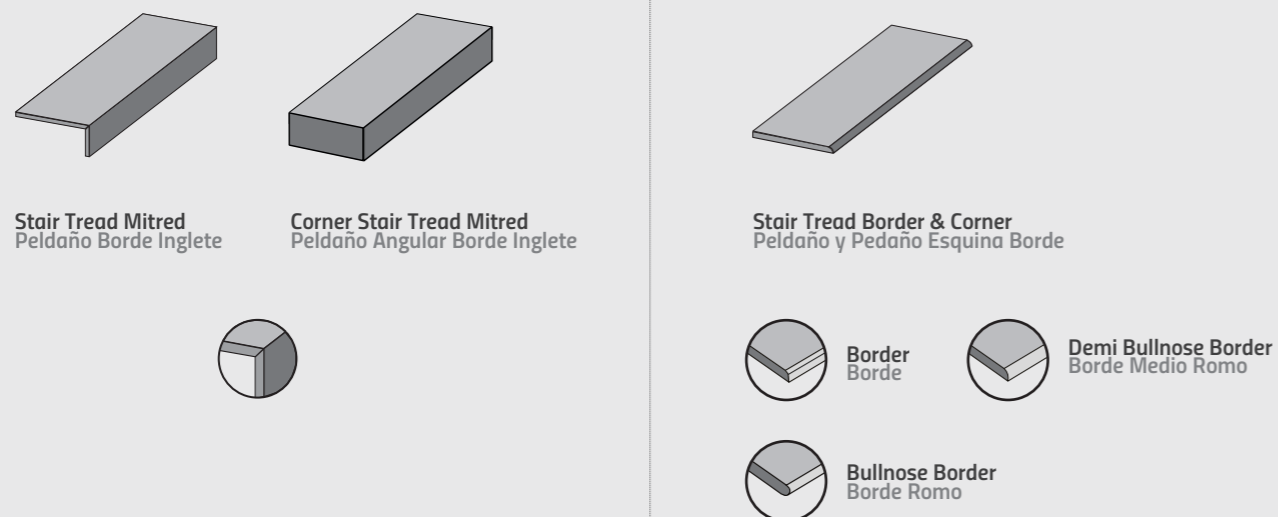 Stair Tread Mitred
Peldaño Borde Inglete
Corner Stair Tread Mitred
Peldaño Angular Borde Inglete
Stair Tread Border & Corner
Peldaño y Pedaño Esquina Borde
Border
Borde
Demi Bullnose Border
Borde Medio Romo
Bullnose Border
Borde Romo